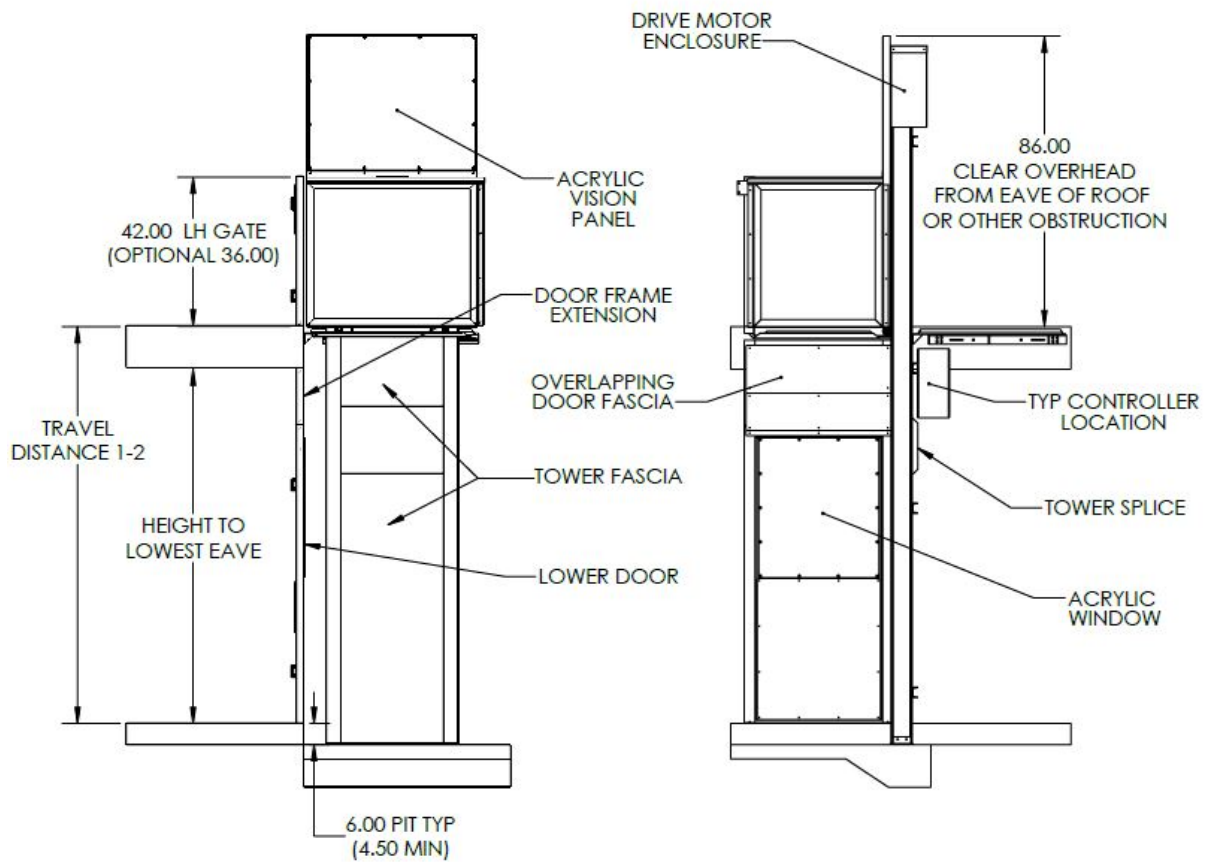 DRIVE MOTOR
ENCLOSURE
86.00
CLEAR OVERHEAD
FROM EAVE OF ROOF
OR OTHER OBSTRUCTION
ACRYLIC
VISION
PANEL
42.00 LH GATE
(OPTIONAL 36.00)
DOOR FRAME
EXTENSION
OVERLAPPING
DOOR FASCIA
TYP CONTROLLER
LOCATION
TRAVEL
DISTANCE 1-2
TOWER FASCIA
TOWER SPLICE
HEIGHT TO
LOWEST EAVE
LOWER DOOR
ACRYLIC
WINDOW
6.00 PIT TYP
(4.50 MIN)